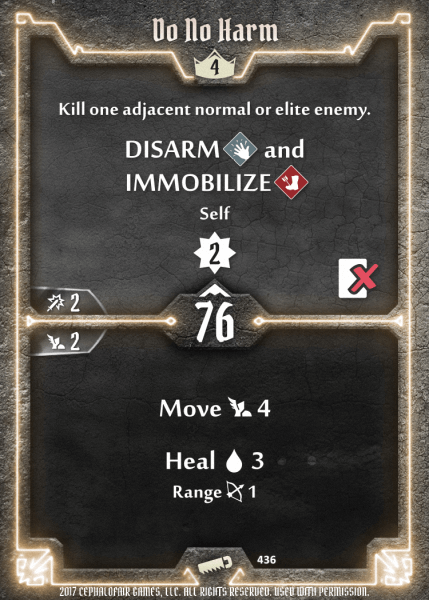 Do No Harm
4
Kill one adjacent normal or elite enemy.
DISARM and
IMMOBILIZE
Self
2
2
76
2
Move 4
Heal 3
Range 1
436
2017 CEPHALOFAIR GAMES, LLC. ALL RIGHTS RESERVED. USED WITH PERMISSION.